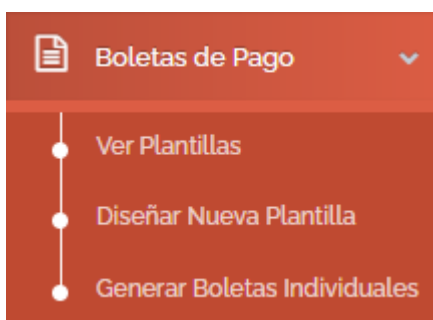 Boletas de Pago
Ver Plantillas
Diseñar Nueva Plantilla
Generar Boletas Individuales